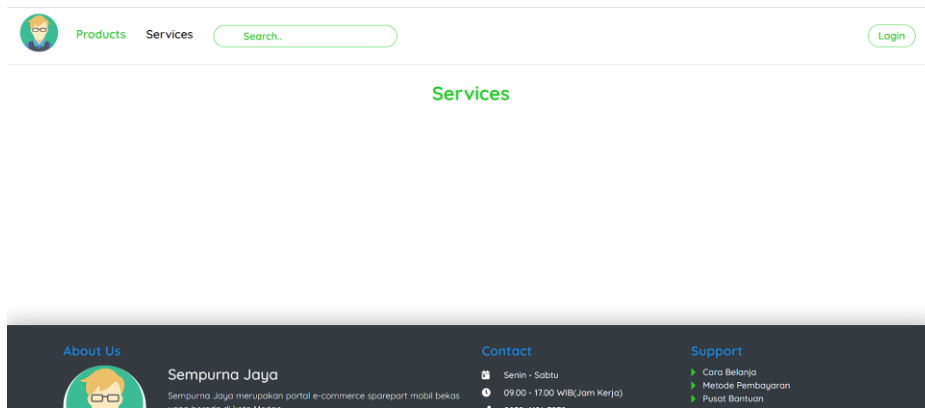 Products Services Search.. Login
Services
About Us Contact Support
Sempurna Jaya
Sempurna Jaya merupakan portal e-commerce sparepart mobil bekas
Senin - Sabtu
09.00 - 17.00 WIB(Jam Kerja)
Cara Belanja
Metode Pembayaran
Pusat Bantuan